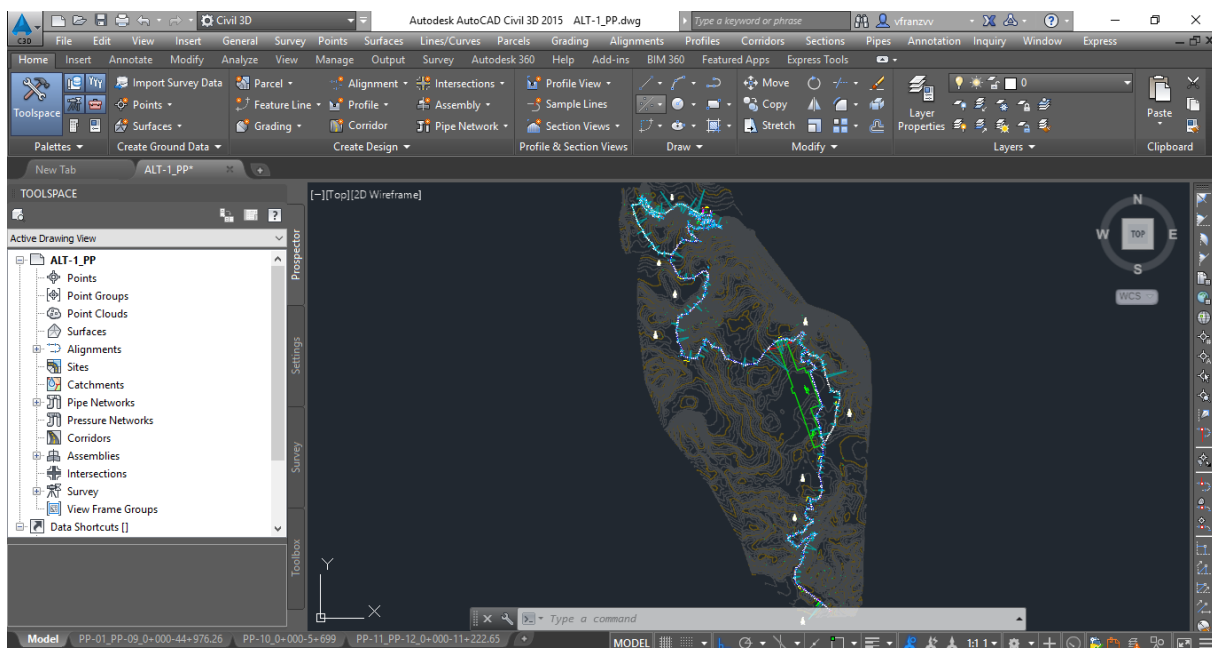 Civil 3D
Autodesk AutoCAD Civil 3D 2015 ALT-1_PP.dwg
Type a keyword or phrase
vfranzvv
C3D
File Edit View Insert General Survey Points Surfaces Lines/Curves Parcels Grading Alignments Profiles Corridors Sections Pipes Annotation Inquiry Window Express
Home Insert Annotate Modify Analyze View Manage Output Survey Autodesk 360 Help Add-ins BIM 360 Featured Apps Express Tools
Import Survey Data Parcel Alignment Intersections Profile View Move 0
Toolspace Points Feature Line Profile Assembly Sample Lines Copy Layer Properties Paste
Surfaces Grading Corridor Pipe Network Section Views Stretch
Palettes Create Ground Data Create Design Profile & Section Views Draw Modify Layers Clipboard
New Tab ALT-1_PP*
TOOLSPACE
[−][Top][2D Wireframe]
N
W TOP E
S
WCS
Active Drawing View
Prospector
Settings
Survey
Toolbox
ALT-1_PP
Points
Point Groups
Point Clouds
Surfaces
Alignments
Sites
Catchments
Pipe Networks
Pressure Networks
Corridors
Assemblies
Intersections
Survey
View Frame Groups
Data Shortcuts []
Y
X
Type a command
Model PP-01_PP-09_0+000-44+976.26 PP-10_0+000-5+699 PP-11_PP-12_0+000-11+222.65
MODEL 1:1